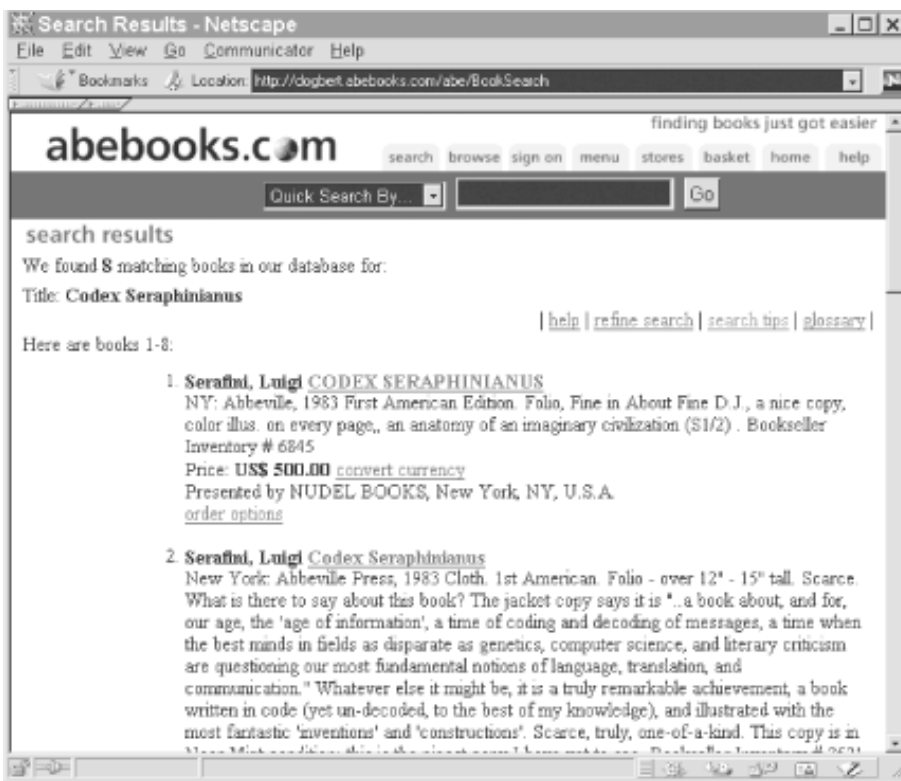 Search Results - Netscape
File Edit View Go Communicator Help
Bookmarks Location: http://dogbert.abebooks.com/abe/BookSearch
finding books just got easier
abebooks.com
search browse sign on menu stores basket home help
Quick Search By... Go
search results
We found 8 matching books in our database for:
Title: Codex Seraphinianus
| help | refine search | search tips | glossary |
Here are books 1-8:
1. Serafini, Luigi CODEX SERAPHINIANUS
NY: Abbeville, 1983 First American Edition. Folio, Fine in About Fine D.J., a nice copy,
color illus. on every page,, an anatomy of an imaginary civilization (S1/2) . Bookseller
Inventory # 6845
Price: US$ 500.00 convert currency
Presented by NUDEL BOOKS, New York, NY, U.S.A.
order options
2. Serafini, Luigi Codex Seraphinianus
New York: Abbeville Press, 1983 Cloth. 1st American. Folio - over 12" - 15" tall. Scarce.
What is there to say about this book? The jacket copy says it is "..a book about, and for,
our age, the 'age of information', a time of coding and decoding of messages, a time when
the best minds in fields as disparate as genetics, computer science, and literary criticism
are questioning our most fundamental notions of language, translation, and
communication." Whatever else it might be, it is a truly remarkable achievement, a book
written in code (yet un-decoded, to the best of my knowledge), and illustrated with the
most fantastic 'inventions' and 'constructions'. Scarce, truly, one-of-a-kind. This copy is in